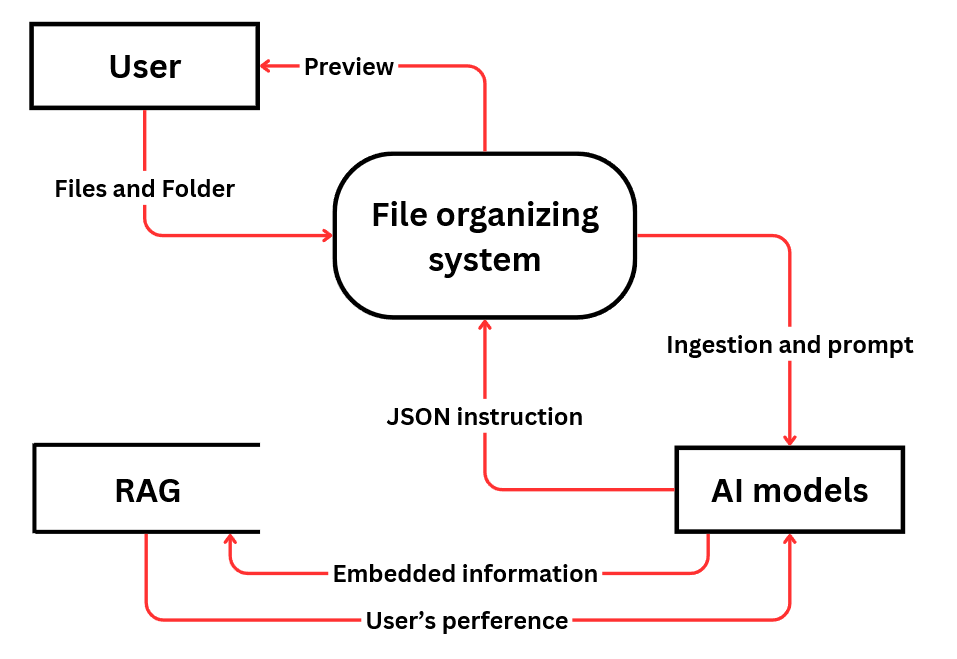 User
Preview
Files and Folder
File organizing
system
Ingestion and prompt
JSON instruction
RAG
AI models
Embedded information
User’s perference